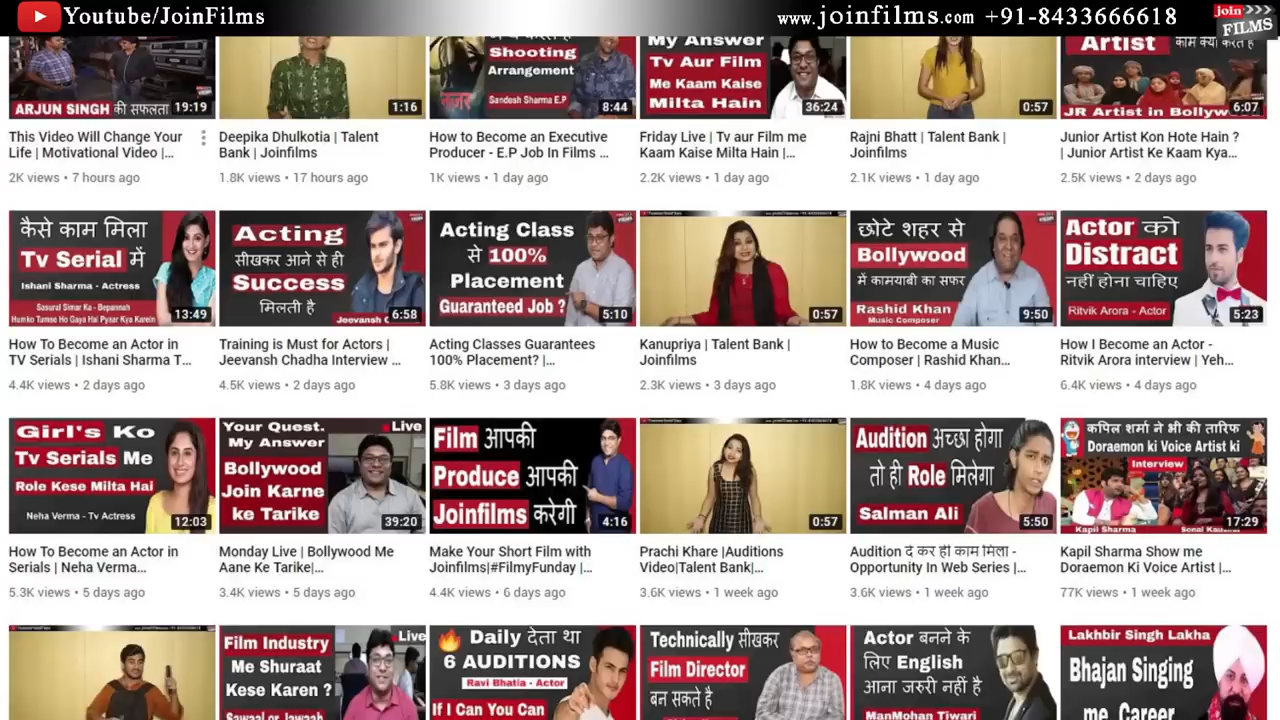 Youtube/JoinFilms
www.joinfilms.com +91-8433666618
join
FILMS
ARJUN SINGH की सफलता
19:19
1:16
Shooting
Arrangement
Sandesh Sharma E.P
8:44
My Answer
Tv Aur Film
Me Kaam Kaise
Milta Hain
36:24
0:57
Artist काम क्या करते है
JR Artist in Bollyw
6:07
This Video Will Change Your
Life | Motivational Video |...
2K views • 7 hours ago
Deepika Dhulkotia | Talent
Bank | Joinfilms
1.8K views • 17 hours ago
How to Become an Executive
Producer - E.P Job In Films ...
1K views • 1 day ago
Friday Live | Tv aur Film me
Kaam Kaise Milta Hain |...
2.2K views • 1 day ago
Rajni Bhatt | Talent Bank |
Joinfilms
2.1K views • 1 day ago
Junior Artist Kon Hote Hain ?
| Junior Artist Ke Kaam Kya...
2.5K views • 2 days ago
कैसे काम मिला
Tv Serial में
Ishani Sharma - Actress
Sasural Simar Ka - Bepannah
Humko Tumse Ho Gaya Hai Pyaar Kya Karein
13:49
Acting
सीखकर आने से ही
Success
मिलती है
Jeevansh C
6:58
Acting Class
से 100%
Placement
Guaranteed Job ?
5:10
0:57
छोटे शहर से
Bollywood
में कामयाबी का सफर
Rashid Khan
Music Composer
9:50
Actor को
Distract
नहीं होना चाहिए
Ritvik Arora - Actor
5:23
How To Become an Actor in
TV Serials | Ishani Sharma T...
4.4K views • 2 days ago
Training is Must for Actors |
Jeevansh Chadha Interview ...
4.5K views • 2 days ago
Acting Classes Guarantees
100% Placement? |...
5.8K views • 3 days ago
Kanupriya | Talent Bank |
Joinfilms
2.3K views • 3 days ago
How to Become a Music
Composer | Rashid Khan...
1.8K views • 4 days ago
How I Become an Actor -
Ritvik Arora interview | Yeh...
6.4K views • 4 days ago
Girl's Ko
Tv Serials Me
Role Kese Milta Hai
Neha Verma - Tv Actress
12:03
Your Quest.
My Answer
Live
Bollywood
Join Karne
ke Tarike
39:20
Film आपकी
Produce आपकी
Joinfilms करेगी
4:16
0:57
Audition अच्छा होगा
तो ही Role मिलेगा
Salman Ali
5:50
कपिल शर्मा ने भी की तारिफ
Doraemon ki Voice Artist ki
Interview
Kapil Sharma
17:29
How To Become an Actor in
Serials | Neha Verma...
5.3K views • 5 days ago
Monday Live | Bollywood Me
Aane Ke Tarike|...
3.4K views • 5 days ago
Make Your Short Film with
Joinfilms|#FilmyFunday |...
4.4K views • 6 days ago
Prachi Khare |Auditions
Video|Talent Bank|...
3.6K views • 1 week ago
Audition दे कर ही काम मिला -
Opportunity In Web Series |...
3.6K views • 1 week ago
Kapil Sharma Show me
Doraemon Ki Voice Artist |...
77K views • 1 week ago
Film Industry
Me Shuraat
Kese Karen ?
Sawaal or Jawaab
Live
Daily देता था
6 AUDITIONS
Ravi Bhatia - Actor
If I Can You Can
Technically सीखकर
Film Director
बन सकते है
Actor बनने के
लिए English
आना जरुरी नहीं है
ManMohan Tiwari
Lakhbir Singh Lakha
Bhajan Singing
me Career